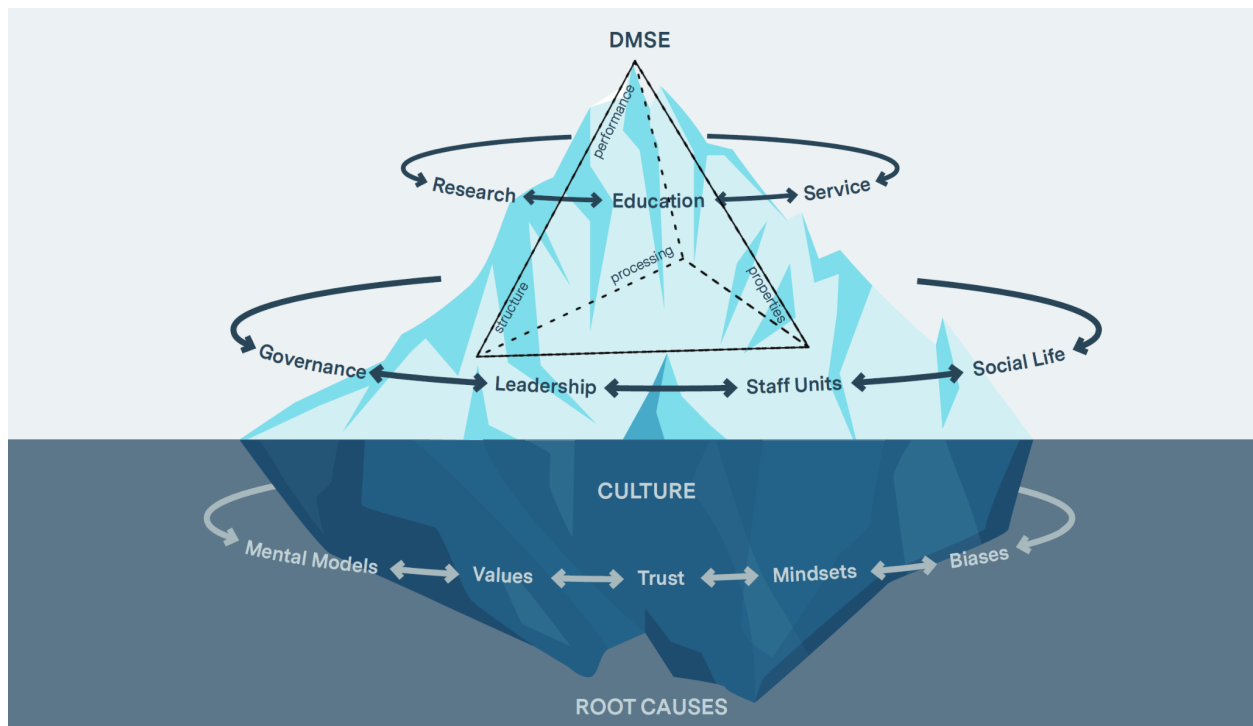 DMSE
performance
Research Education Service
processing
structure
properties
Governance Leadership Staff Units Social Life
CULTURE
Mental Models Values Trust Mindsets Biases
ROOT CAUSES